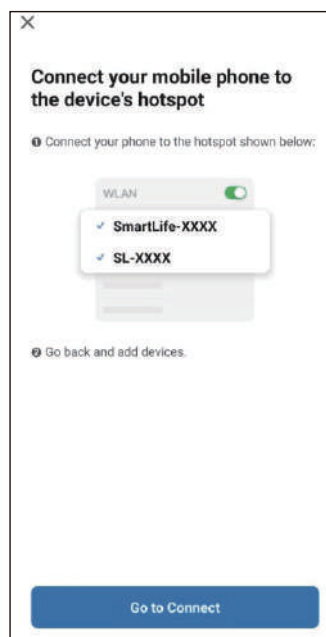 Connect your mobile phone to
the device's hotspot
❶ Connect your phone to the hotspot shown below:
WLAN
SmartLife-XXXX
SL-XXXX
❷ Go back and add devices.
Go to Connect